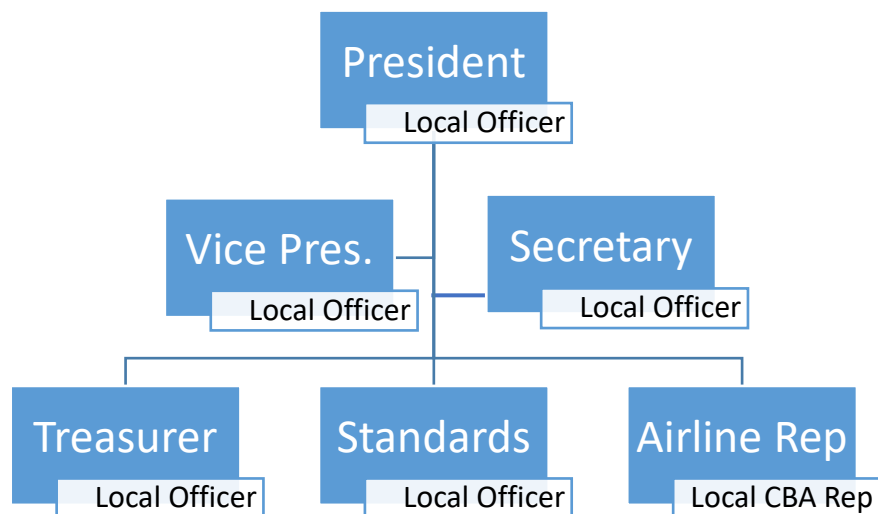 President
Local Officer
Vice Pres.
Local Officer
Secretary
Local Officer
Treasurer
Local Officer
Standards
Local Officer
Airline Rep
Local CBA Rep